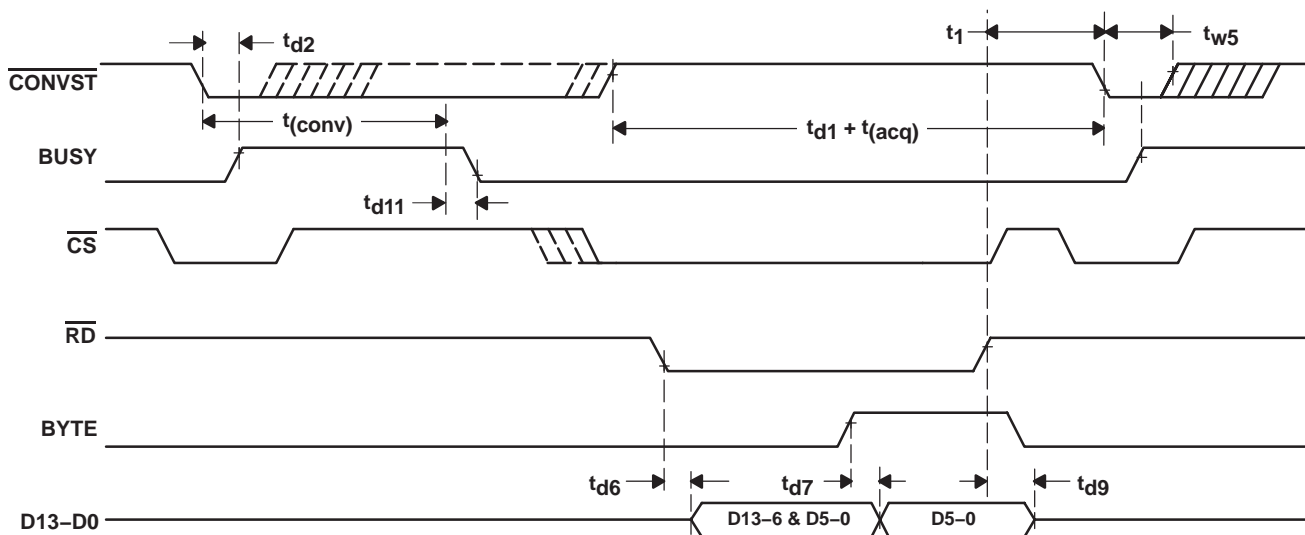 t1
tw5
td2
CONVST
t(conv)
td1 + t(acq)
BUSY
td11
CS
RD
BYTE
td6
td7
td9
D13–D0
D13–6 & D5–0
D5–0